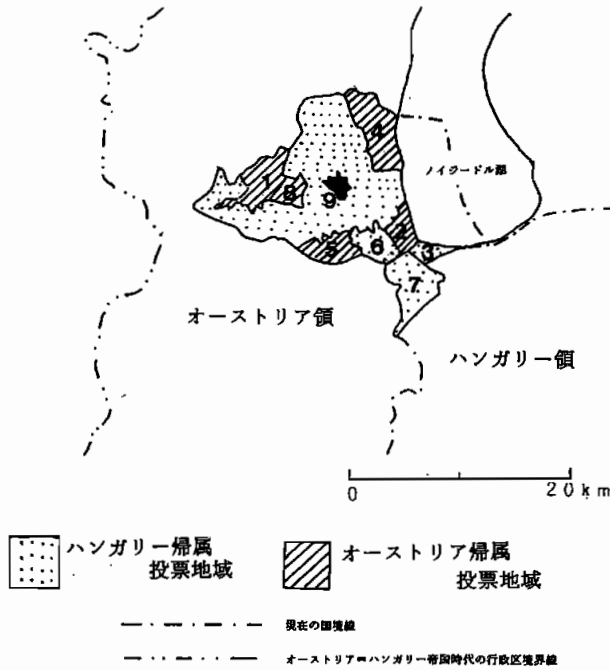 4
ノイジードル湖
1
8
9
2
5
6
3
7
オーストリア領
ハンガリー領
0 20km
ハンガリー帰属
投票地域
オーストリア帰属
投票地域
現在の国境線
オーストリア=ハンガリー帝国時代の行政区境界線